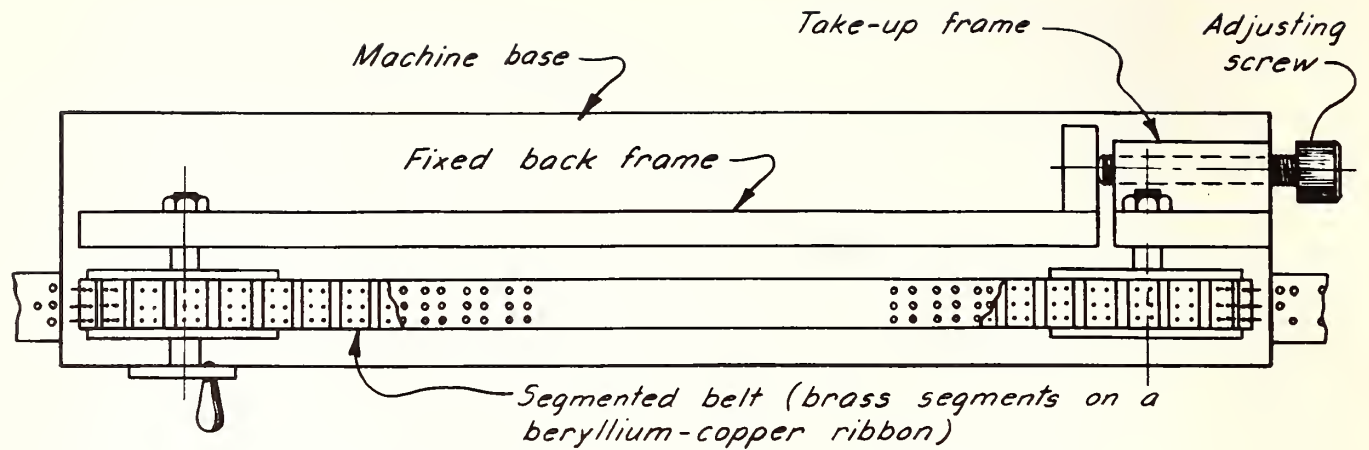 Take-up frame
Adjusting
screw
Machine base
Fixed back frame
Segmented belt (brass segments on a
beryllium-copper ribbon)